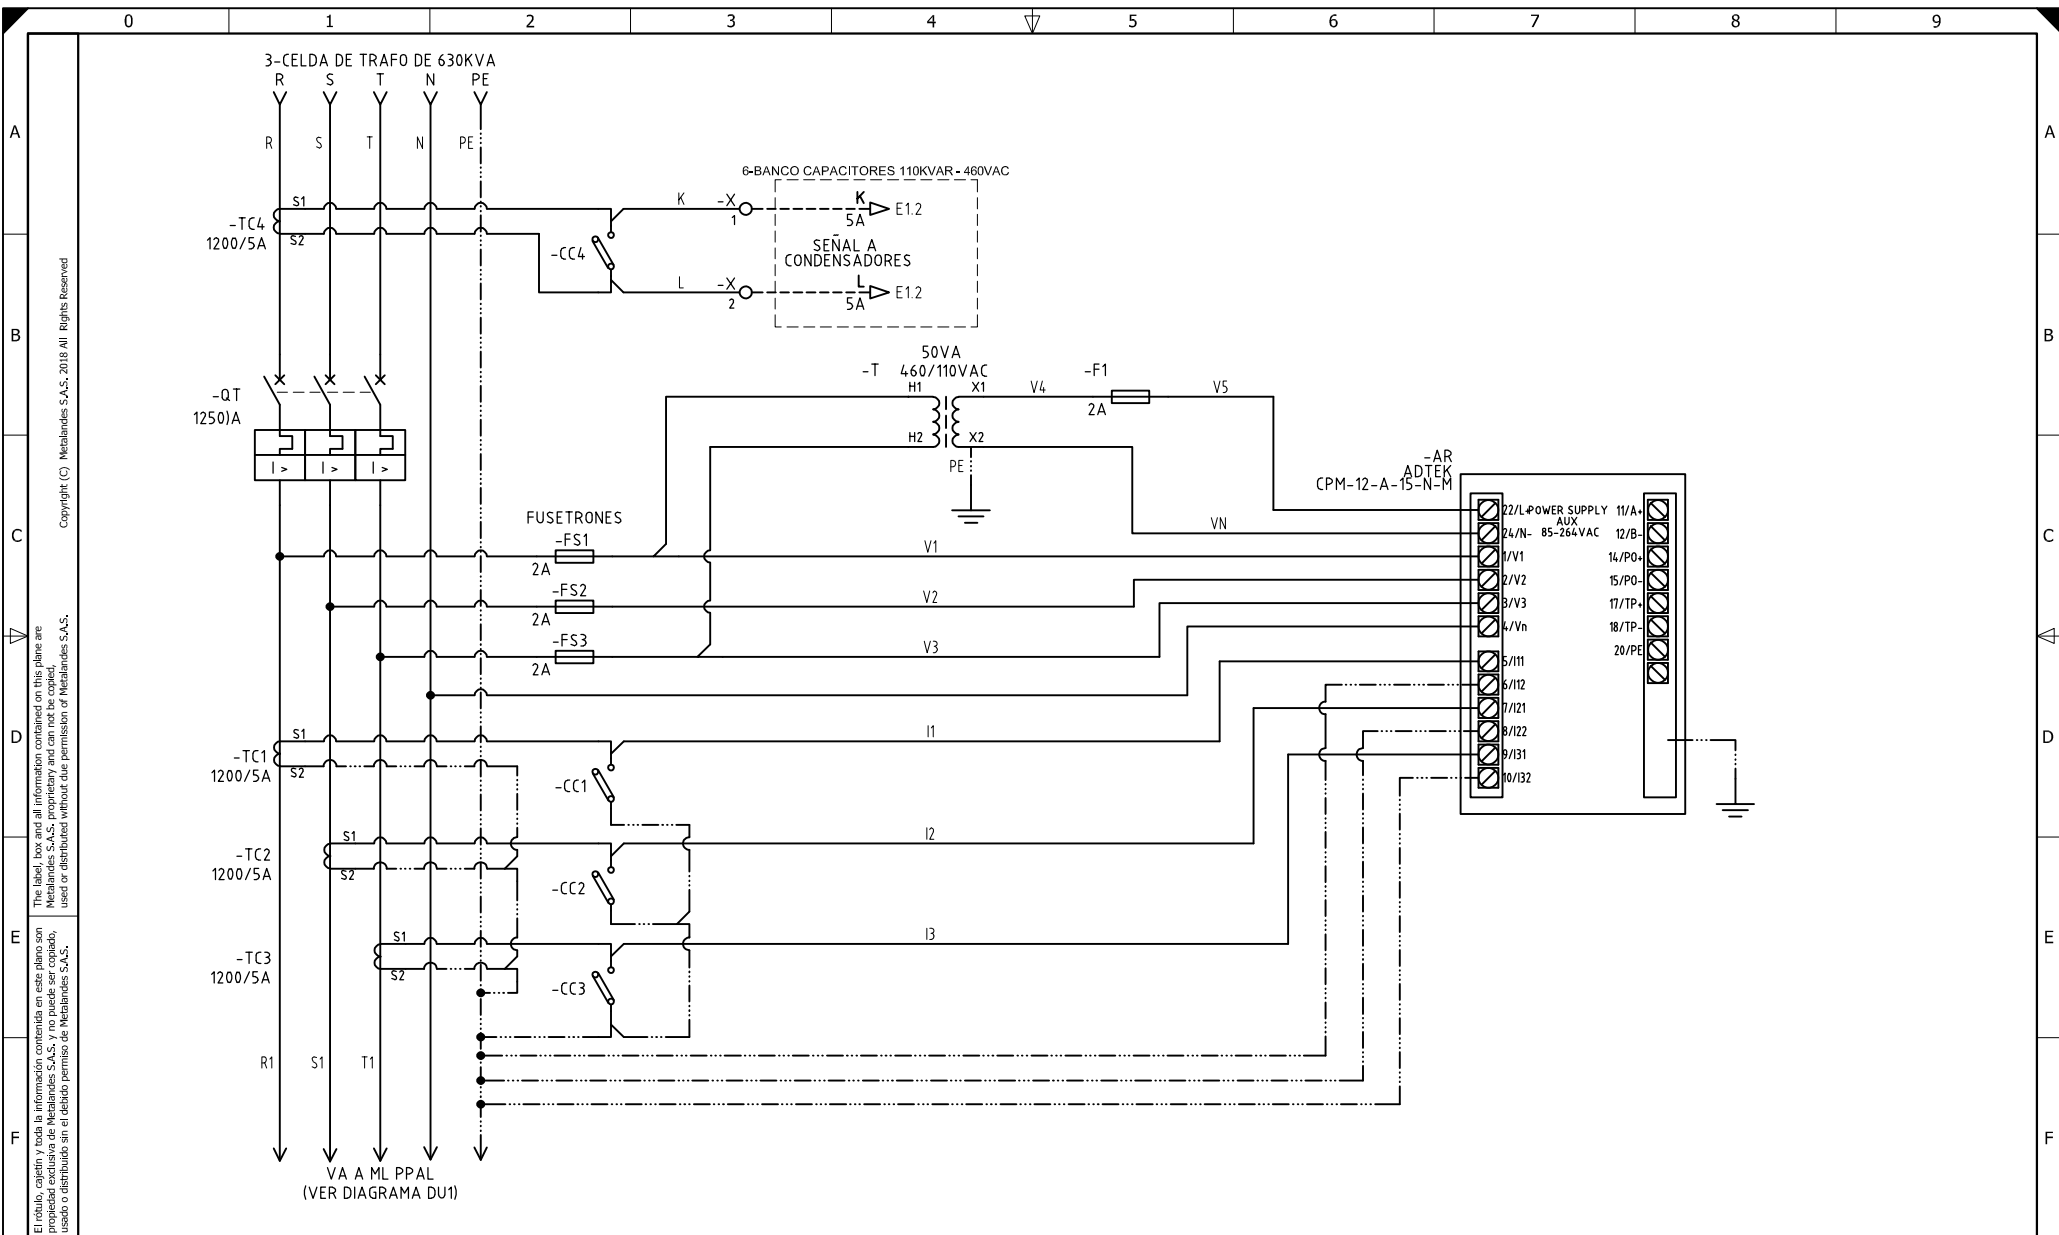 0 1 2 3 4 5 6 7 8 9
3-CELDA DE TRAFO DE 630KVA
R S T N PE
A A
R S T N PE
6-BANCO CAPACITORES 110KVAR - 460VAC
S1 K -X 1 K 5A E1.2
-TC4
1200/5A
S2
-CC4
SEÑAL A
CONDENSADORES
L -X 2 L 5A E1.2
B B
50VA
-T 460/110VAC
H1 X1 V4 -F1 2A V5
-QT
1250)A
H2 X2
PE
I > I > I >
-AR
ADTEK
CPM-12-A-15-N-M
22/L+ POWER SUPPLY 11/A+
AUX
24/N- 85-264VAC 12/B-
1/V1 14/PO+
2/V2 15/PO-
3/V3 17/TP+
4/Vn 18/TP-
20/PE
5/I11
6/I12
7/I21
8/I22
9/I31
10/I32
C C
FUSETRONES
VN
-FS1
2A
V1
-FS2
2A
V2
-FS3
2A
V3
D D
S1
-TC1
1200/5A
S2
I1
-CC1
S1
-TC2
1200/5A
S2
I2
-CC2
E E
S1
-TC3
1200/5A
S2
I3
-CC3
R1 S1 T1
F F
VA A ML PPAL
(VER DIAGRAMA DU1)
Copyright (C) Metalandes S.A.S. 2018 All Rights Reserved
The label, box and all information contained on this plane are
Metalandes S.A.S. proprietary and can not be copied,
used or distributed without due permission of Metalandes S.A.S.
El rótulo, cajetín y toda la información contenida en este plano son
propiedad exclusiva de Metalandes S.A.S. y no puede ser copiado,
usado o distribuido sin el debido permiso de Metalandes S.A.S.